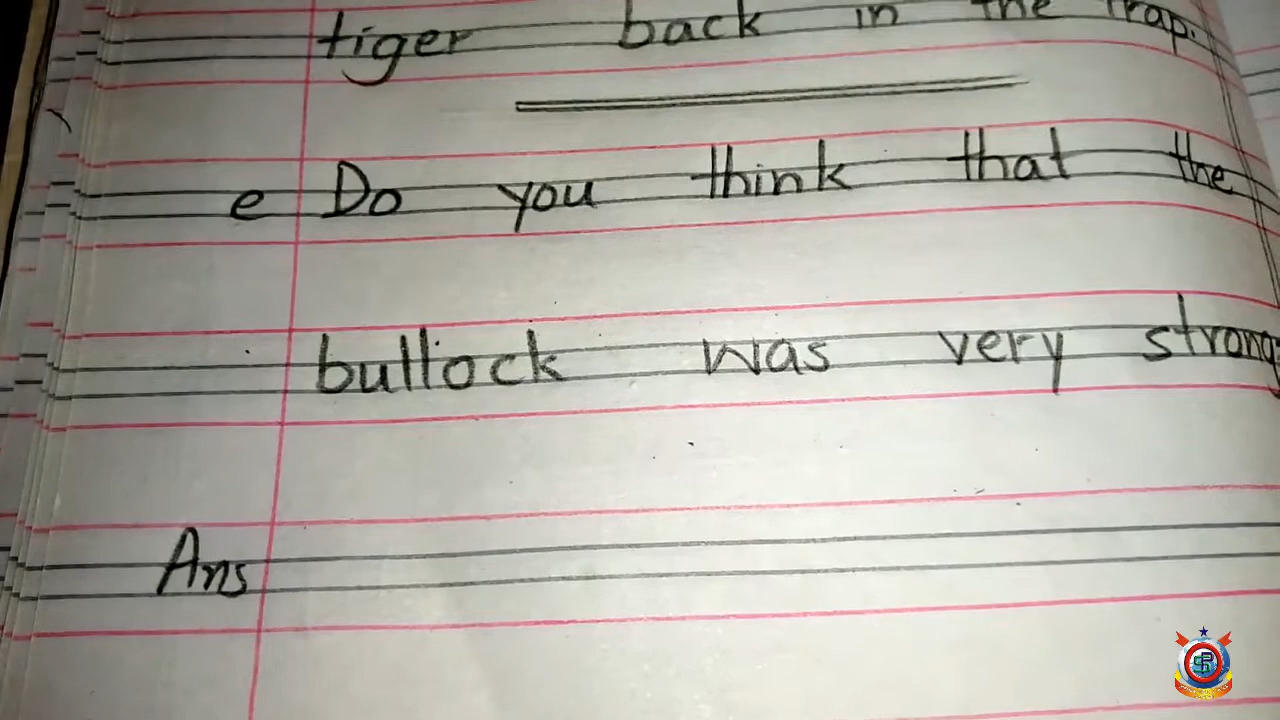 tiger back in the trap.
e Do you think that the
bullock was very strong
Ans